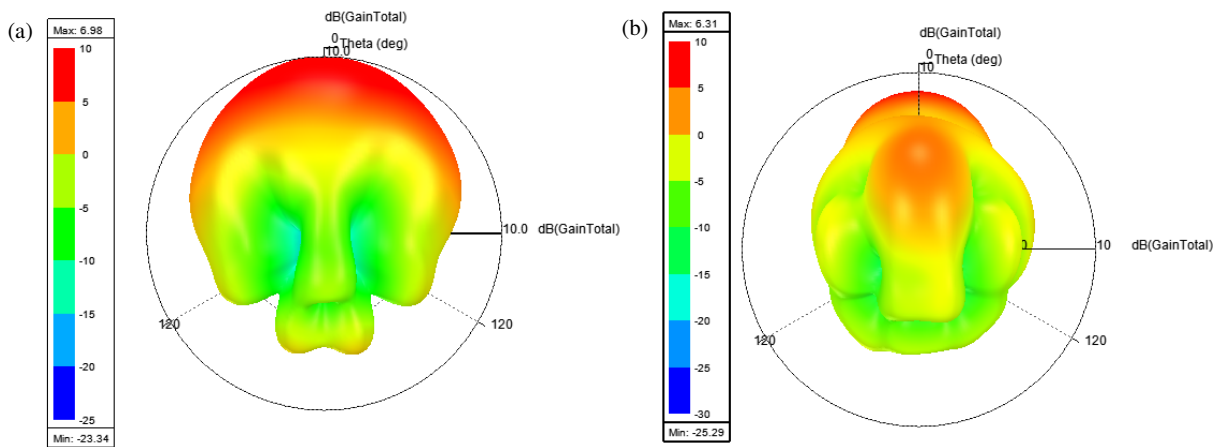 (a)
Max: 6.98
10
5
0
-5
-10
-15
-20
-25
Min: -23.34
dB(GainTotal)
0
Theta (deg)
10.0
10.0 dB(GainTotal)
120
120
(b)
Max: 6.31
10
5
0
-5
-10
-15
-20
-25
-30
Min: -25.29
dB(GainTotal)
0
Theta (deg)
10
10 dB(GainTotal)
120
120